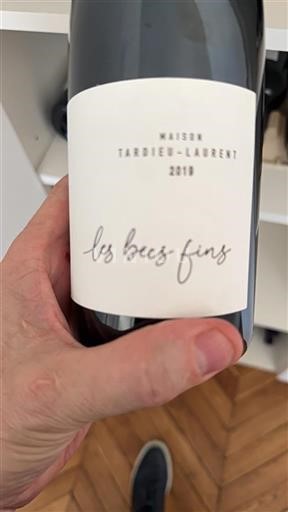 MAISON
TARDIEU-LAURENT
2019
les becs fins